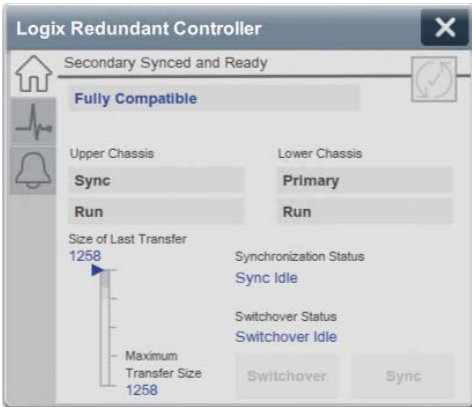 Logix Redundant Controller
Secondary Synced and Ready
Fully Compatible
Upper Chassis
Lower Chassis
Sync
Primary
Run
Run
Size of Last Transfer
1258
Synchronization Status
Sync Idle
Switchover Status
Switchover Idle
Maximum
Transfer Size
1258
Switchover
Sync